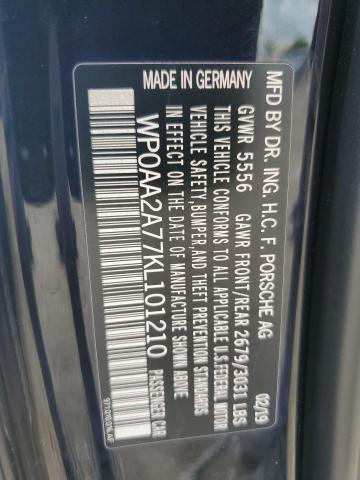 MFD BY DR. ING. H.C. F. PORSCHE AG
GVWR 5556 GAWR FRONT/REAR 2679/3031 LBS 02/19
THIS VEHICLE CONFORMS TO ALL APPLICABLE U.S.FEDERAL MOTOR
VEHICLE SAFETY,BUMPER,AND THEFT PREVENTION STANDARDS
IN EFFECT ON THE DATE OF MANUFACTURE SHOWN ABOVE
WP0AA2A77KL101210 PASSENGER CAR
MADE IN GERMANY